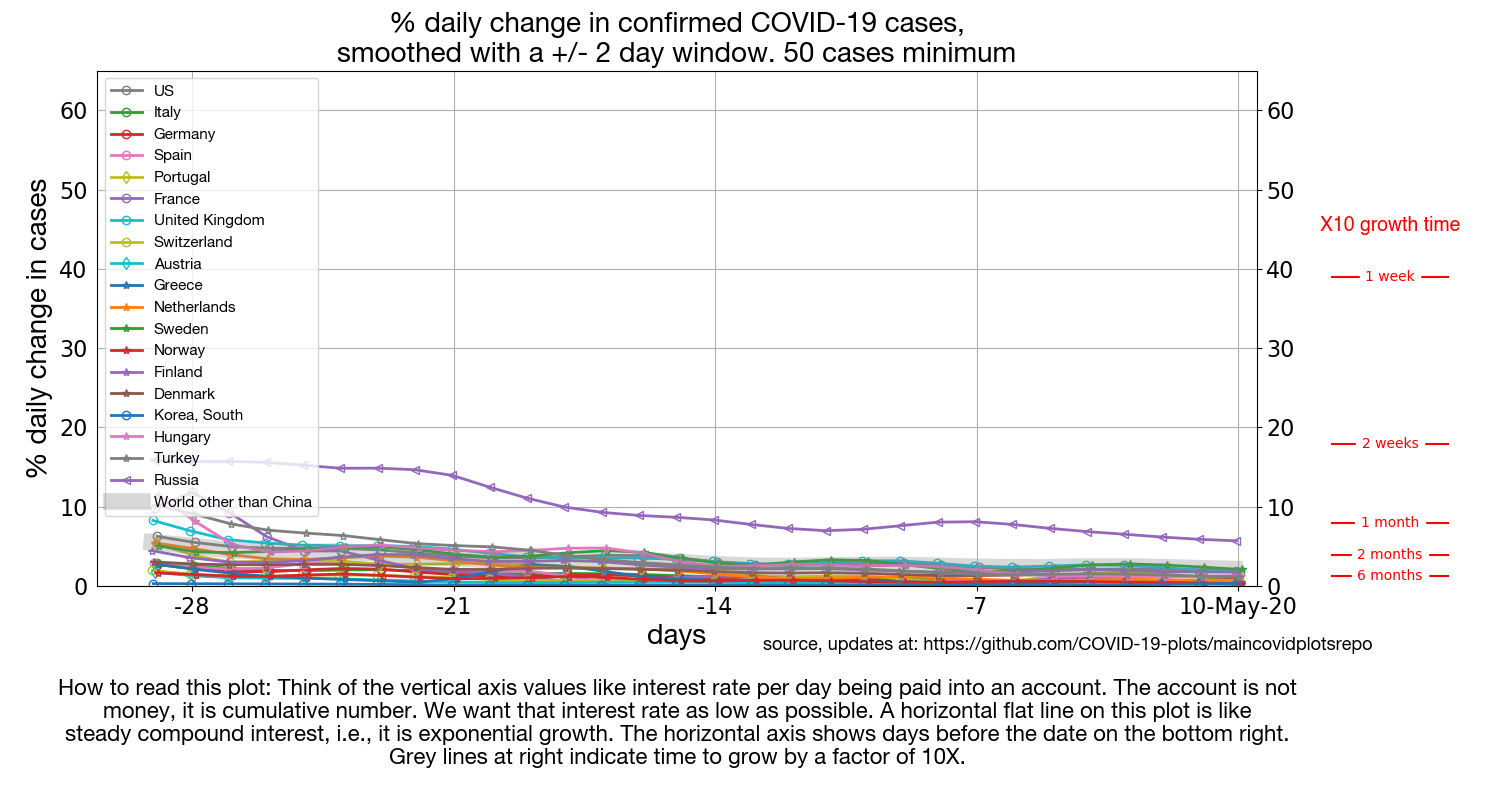 % daily change in confirmed COVID-19 cases,
smoothed with a +/- 2 day window. 50 cases minimum
% daily change in cases
60
50
40
30
20
10
0
US
Italy
Germany
Spain
Portugal
France
United Kingdom
Switzerland
Austria
Greece
Netherlands
Sweden
Norway
Finland
Denmark
Korea, South
Hungary
Turkey
Russia
World other than China
60
50
40
30
20
10
0
X10 growth time
1 week
2 weeks
1 month
2 months
6 months
-28
-21
-14
-7
10-May-20
days
source, updates at: https://github.com/COVID-19-plots/maincovidplotsrepo
How to read this plot: Think of the vertical axis values like interest rate per day being paid into an account. The account is not
money, it is cumulative number. We want that interest rate as low as possible. A horizontal flat line on this plot is like
steady compound interest, i.e., it is exponential growth. The horizontal axis shows days before the date on the bottom right.
Grey lines at right indicate time to grow by a factor of 10X.